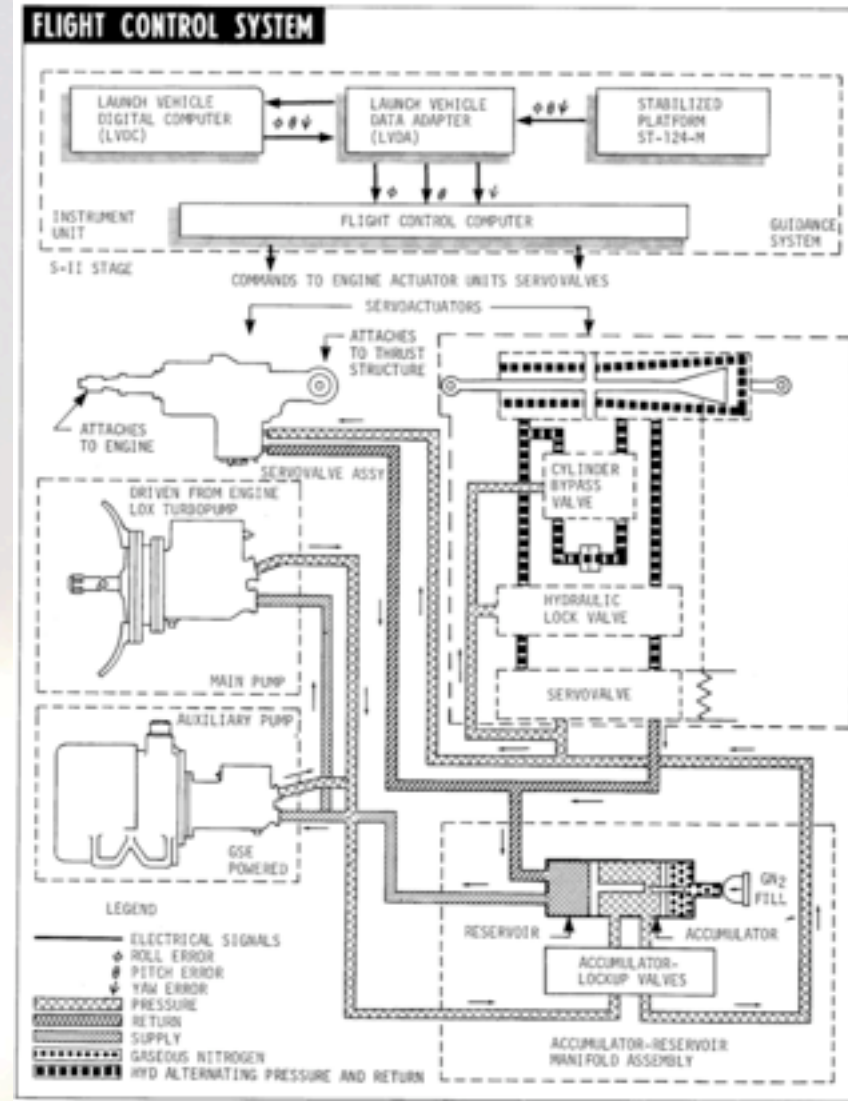 FLIGHT CONTROL SYSTEM
LAUNCH VEHICLE
DIGITAL COMPUTER
(LVDC)
ϕ θ ψ
LAUNCH VEHICLE
DATA ADAPTER
(LVDA)
ϕ θ ψ
STABILIZED
PLATFORM
ST-124-M
ϕ θ ψ
INSTRUMENT
UNIT
FLIGHT CONTROL COMPUTER
GUIDANCE
SYSTEM
S-II STAGE
COMMANDS TO ENGINE ACTUATOR UNITS SERVOVALVES
SERVOACTUATORS
ATTACHES
TO THRUST
STRUCTURE
ATTACHES
TO ENGINE
SERVOVALVE ASSY
CYLINDER
BYPASS
VALVE
HYDRAULIC
LOCK VALVE
SERVOVALVE
DRIVEN FROM ENGINE
LOX TURBOPUMP
MAIN PUMP
AUXILIARY PUMP
GSE
POWERED
GN2
FILL
RESERVOIR
ACCUMULATOR
ACCUMULATOR-
LOCKUP VALVES
ACCUMULATOR-RESERVOIR
MANIFOLD ASSEMBLY
LEGEND
ELECTRICAL SIGNALS
ϕ ROLL ERROR
θ PITCH ERROR
ψ YAW ERROR
PRESSURE
RETURN
SUPPLY
GASEOUS NITROGEN
HYD ALTERNATING PRESSURE AND RETURN